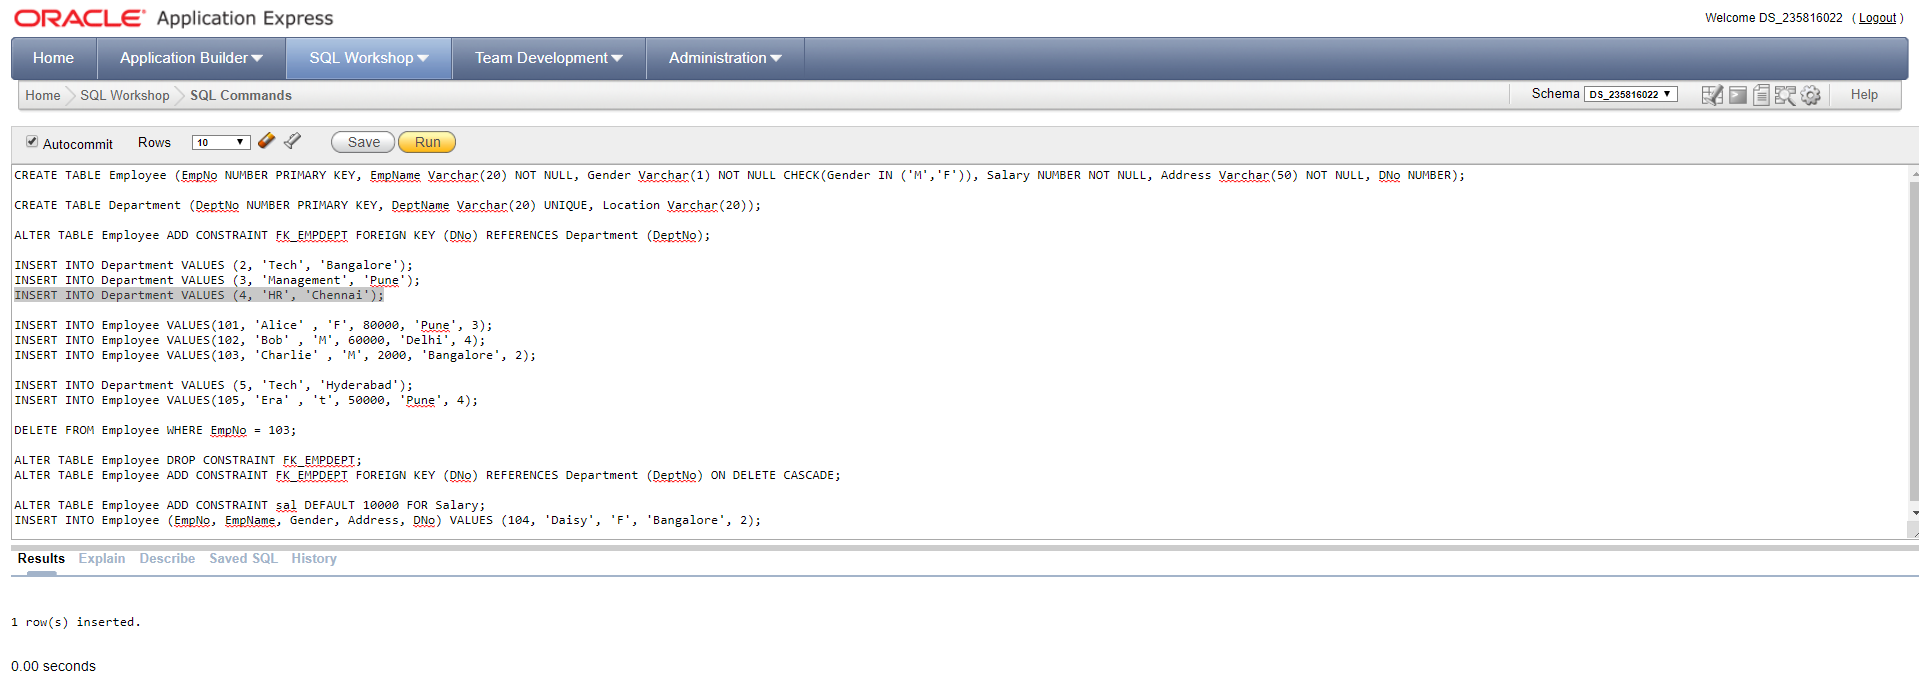 ORACLE Application Express
Welcome DS_235816022 ( Logout )
Home Application Builder SQL Workshop Team Development Administration
Home SQL Workshop SQL Commands Schema DS_235816022 Help
Autocommit Rows 10 Save Run
CREATE TABLE Employee (EmpNo NUMBER PRIMARY KEY, EmpName Varchar(20) NOT NULL, Gender Varchar(1) NOT NULL CHECK(Gender IN ('M','F')), Salary NUMBER NOT NULL, Address Varchar(50) NOT NULL, DNo NUMBER);
CREATE TABLE Department (DeptNo NUMBER PRIMARY KEY, DeptName Varchar(20) UNIQUE, Location Varchar(20));
ALTER TABLE Employee ADD CONSTRAINT FK_EMPDEPT FOREIGN KEY (DNo) REFERENCES Department (DeptNo);
INSERT INTO Department VALUES (2, 'Tech', 'Bangalore');
INSERT INTO Department VALUES (3, 'Management', 'Pune');
INSERT INTO Department VALUES (4, 'HR', 'Chennai');
INSERT INTO Employee VALUES(101, 'Alice' , 'F', 80000, 'Pune', 3);
INSERT INTO Employee VALUES(102, 'Bob' , 'M', 60000, 'Delhi', 4);
INSERT INTO Employee VALUES(103, 'Charlie' , 'M', 2000, 'Bangalore', 2);
INSERT INTO Department VALUES (5, 'Tech', 'Hyderabad');
INSERT INTO Employee VALUES(105, 'Era' , 't', 50000, 'Pune', 4);
DELETE FROM Employee WHERE EmpNo = 103;
ALTER TABLE Employee DROP CONSTRAINT FK_EMPDEPT;
ALTER TABLE Employee ADD CONSTRAINT FK_EMPDEPT FOREIGN KEY (DNo) REFERENCES Department (DeptNo) ON DELETE CASCADE;
ALTER TABLE Employee ADD CONSTRAINT sal DEFAULT 10000 FOR Salary;
INSERT INTO Employee (EmpNo, EmpName, Gender, Address, DNo) VALUES (104, 'Daisy', 'F', 'Bangalore', 2);
Results Explain Describe Saved SQL History
1 row(s) inserted.
0.00 seconds